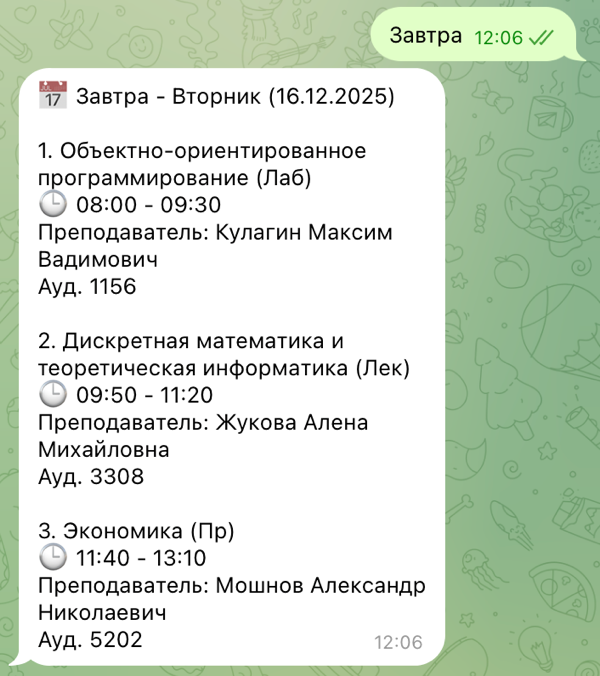 Завтра 12:06
📅 Завтра - Вторник (16.12.2025)
1. Объектно-ориентированное
программирование (Лаб)
🕒 08:00 - 09:30
Преподаватель: Кулагин Максим
Вадимович
Ауд. 1156
2. Дискретная математика и
теоретическая информатика (Лек)
🕒 09:50 - 11:20
Преподаватель: Жукова Алена
Михайловна
Ауд. 3308
3. Экономика (Пр)
🕒 11:40 - 13:10
Преподаватель: Мошнов Александр
Николаевич
Ауд. 5202 12:06